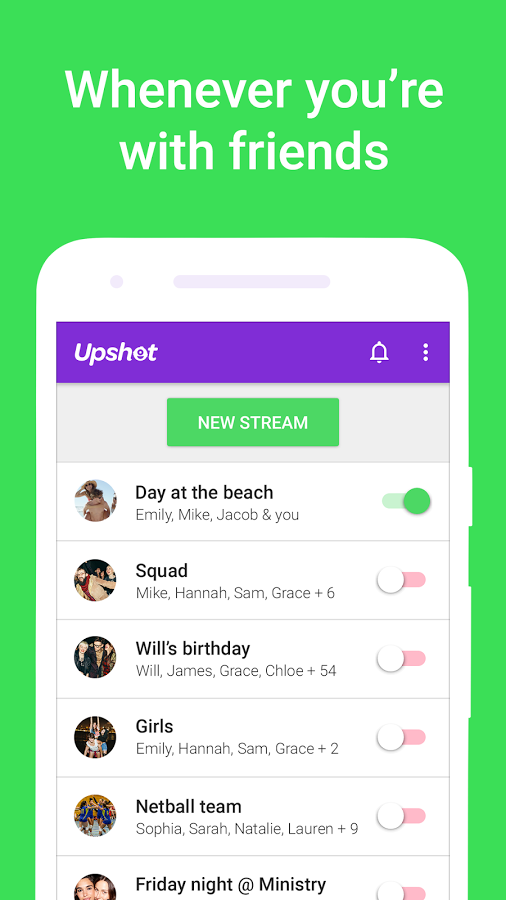 Whenever you’re
with friends
Upshot
NEW STREAM
Day at the beach
Emily, Mike, Jacob & you
Squad
Mike, Hannah, Sam, Grace + 6
Will’s birthday
Will, James, Grace, Chloe + 54
Girls
Emily, Hannah, Sam, Grace + 2
Netball team
Sophia, Sarah, Natalie, Lauren + 9
Friday night @ Ministry